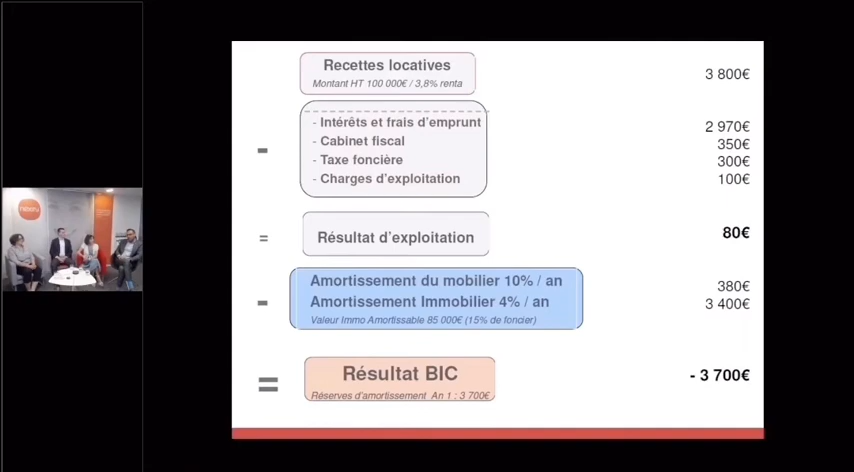 Recettes locatives
Montant HT 100 000€ / 3,8% renta
3 800€
-
- Intérêts et frais d'emprunt
2 970€
- Cabinet fiscal
350€
- Taxe foncière
300€
- Charges d'exploitation
100€
=
Résultat d'exploitation
80€
-
Amortissement du mobilier 10% / an
380€
Amortissement Immobilier 4% / an
3 400€
Valeur Immo Amortissable 85 000€ (15% de foncier)
=
Résultat BIC
- 3 700€
Réserves d'amortissement An 1 : 3 700€